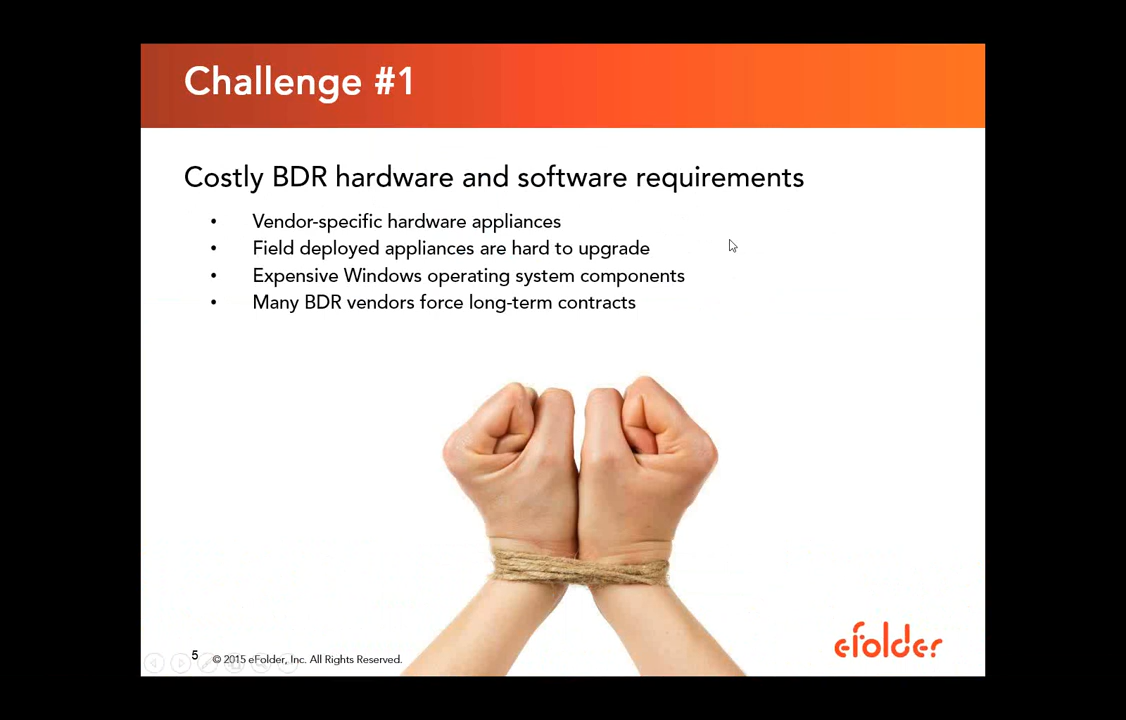 Challenge #1
Costly BDR hardware and software requirements
• Vendor-specific hardware appliances
• Field deployed appliances are hard to upgrade
• Expensive Windows operating system components
• Many BDR vendors force long-term contracts
5 © 2015 eFolder, Inc. All Rights Reserved.
efolder